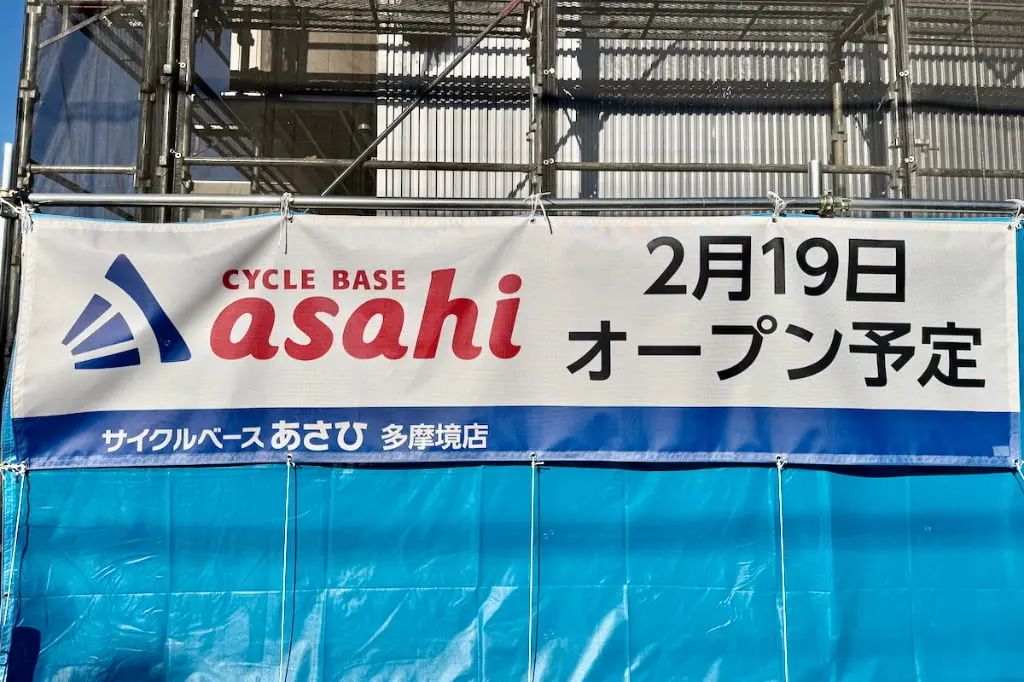 CYCLE BASE
asahi
2月19日
オープン予定
サイクルベースあさひ 多摩境店